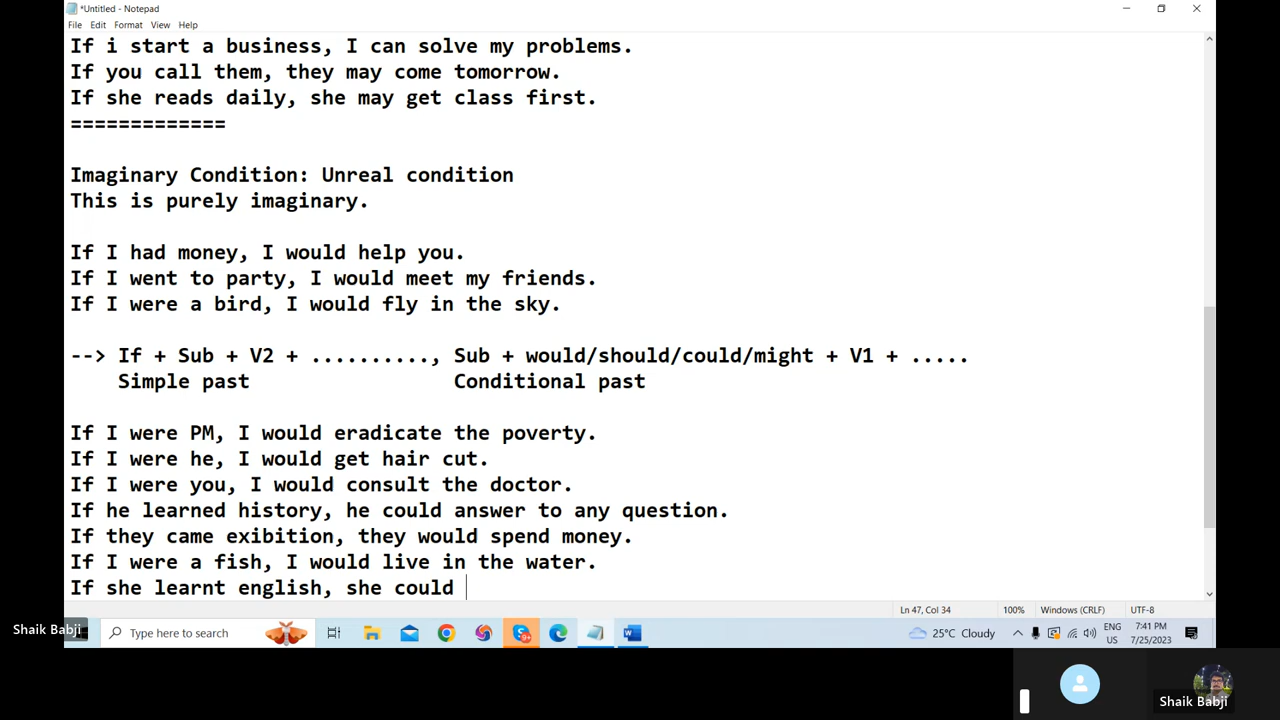 *Untitled - Notepad
File Edit Format View Help
If i start a business, I can solve my problems.
If you call them, they may come tomorrow.
If she reads daily, she may get class first.
=============
Imaginary Condition: Unreal condition
This is purely imaginary.
If I had money, I would help you.
If I went to party, I would meet my friends.
If I were a bird, I would fly in the sky.
--> If + Sub + V2 + .........., Sub + would/should/could/might + V1 + .....
Simple past Conditional past
If I were PM, I would eradicate the poverty.
If I were he, I would get hair cut.
If I were you, I would consult the doctor.
If he learned history, he could answer to any question.
If they came exibition, they would spend money.
If I were a fish, I would live in the water.
If she learnt english, she could
Ln 47, Col 34 100% Windows (CRLF) UTF-8
Shaik Babji
Type here to search
25°C Cloudy
ENG
US
7:41 PM
7/25/2023
Shaik Babji